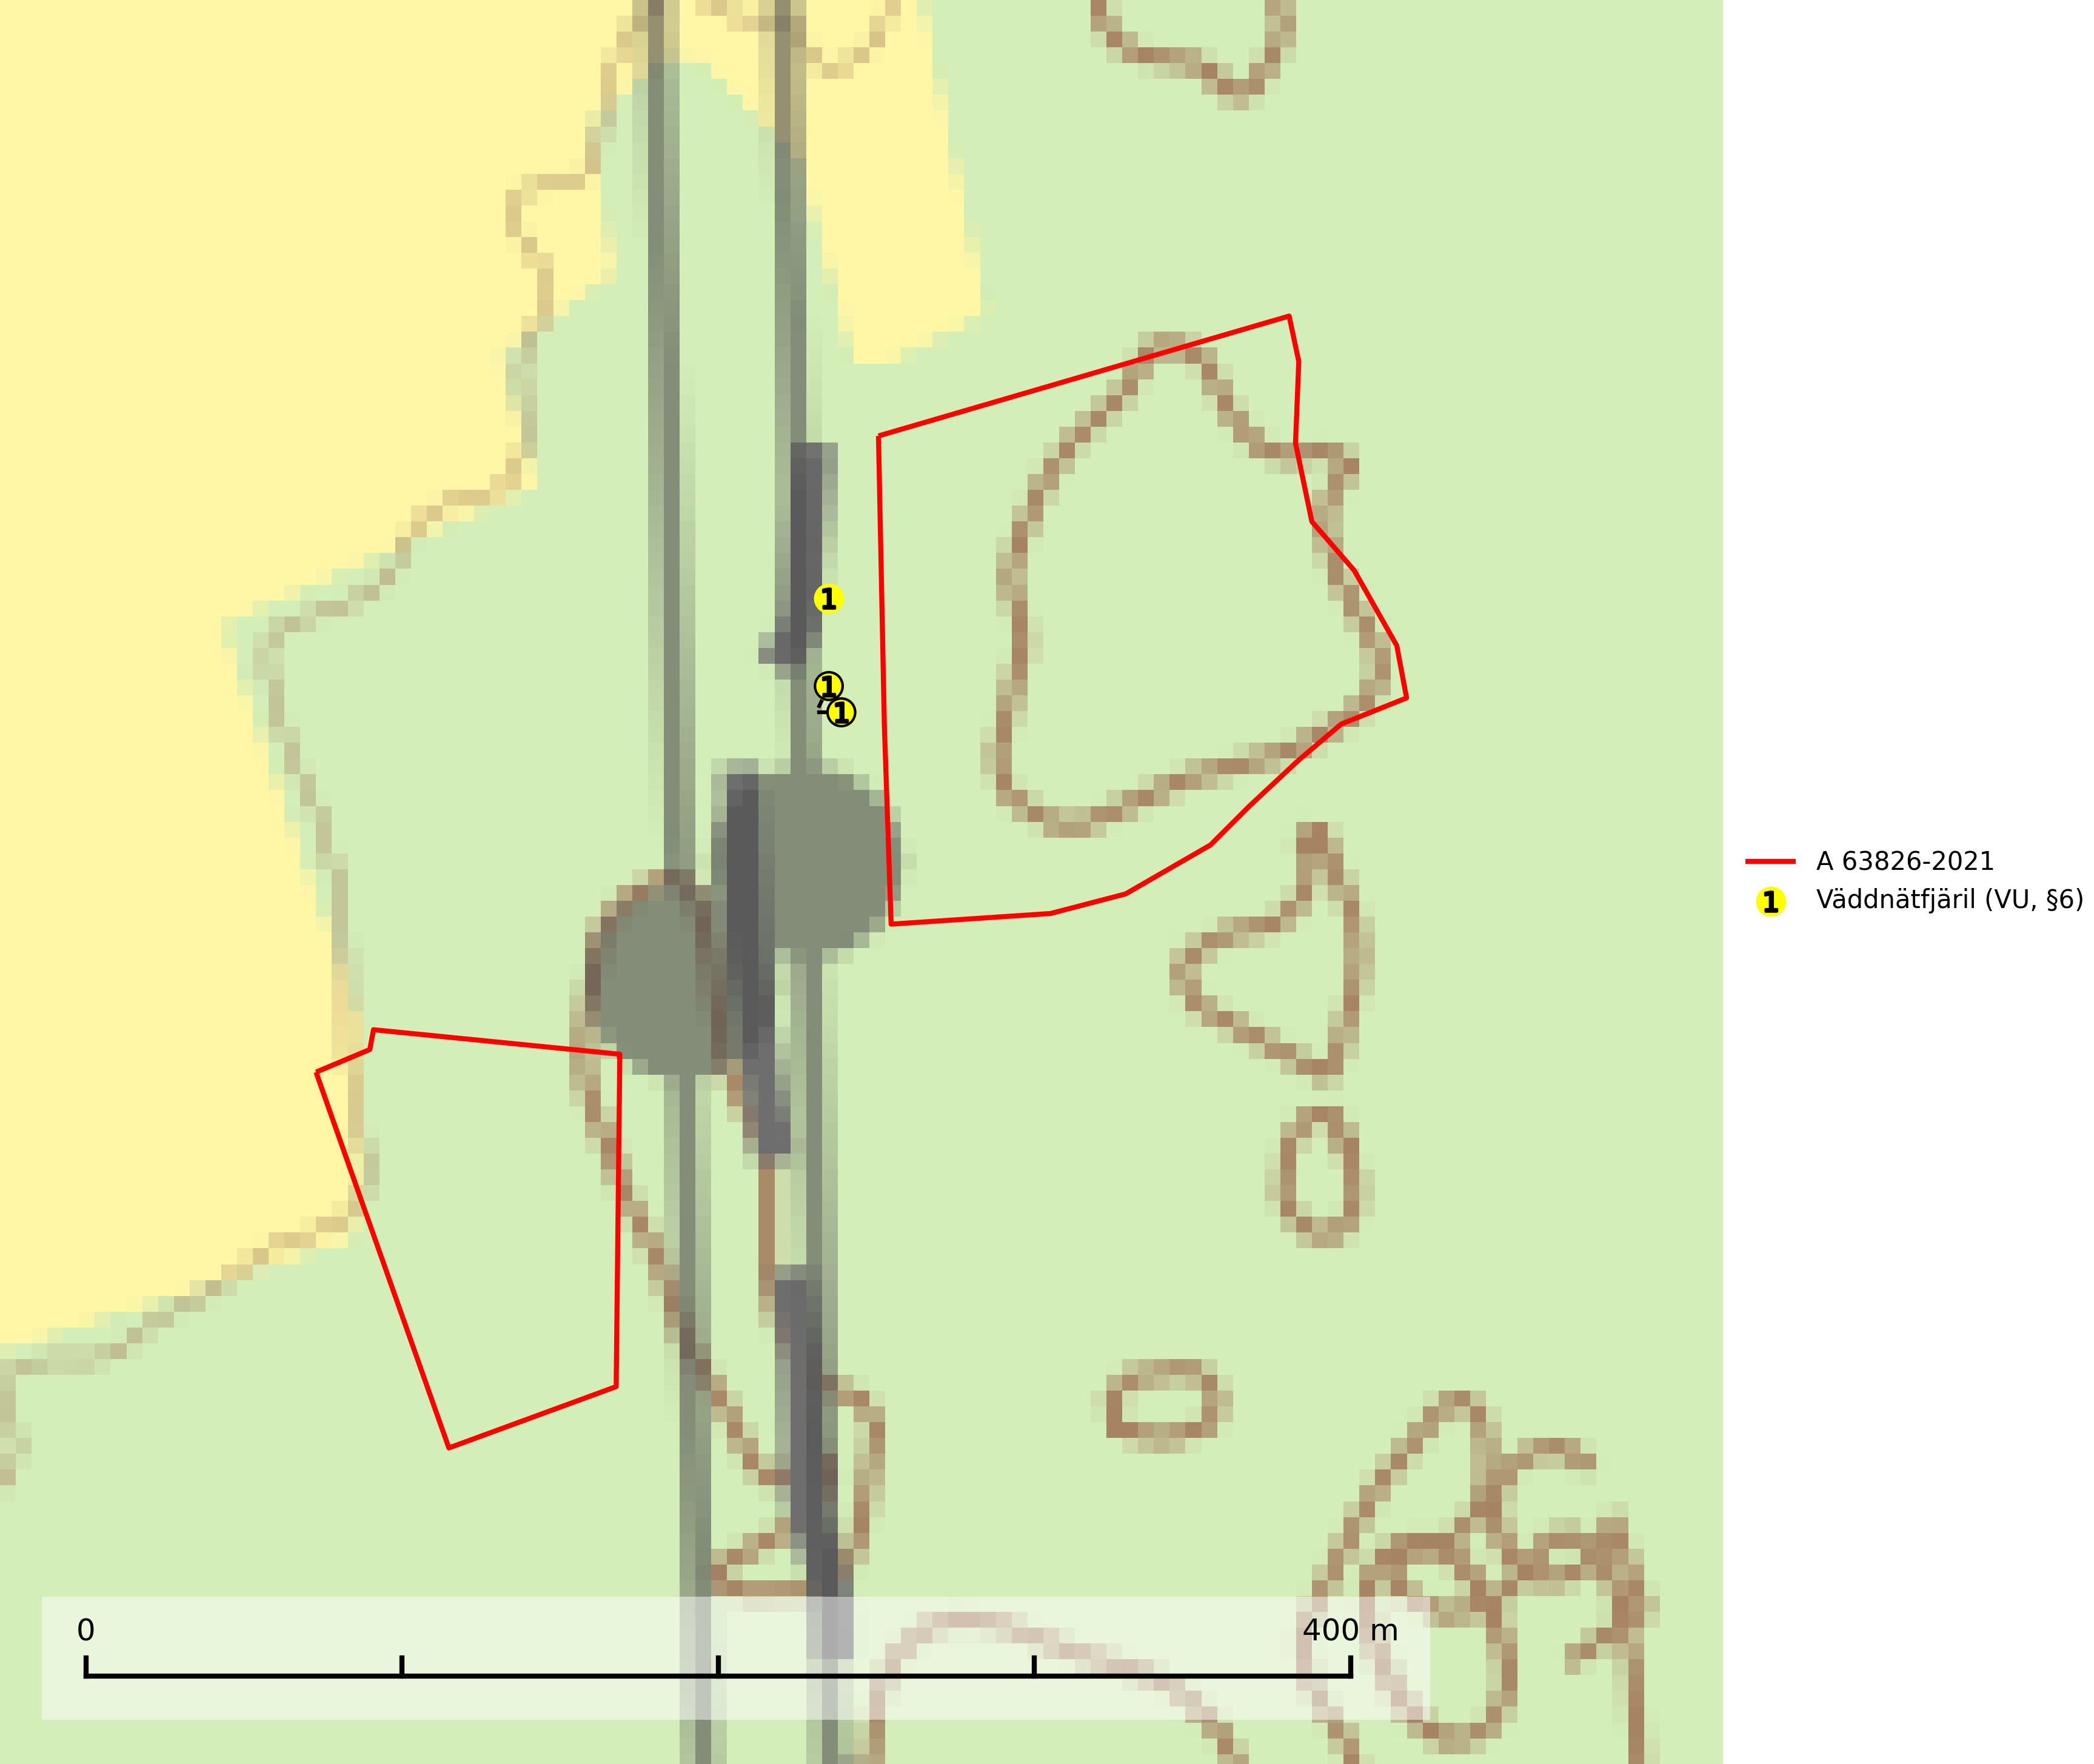 1
1
1
A 63826-2021
1 Väddnätfjäril (VU, §6)
0 400 m